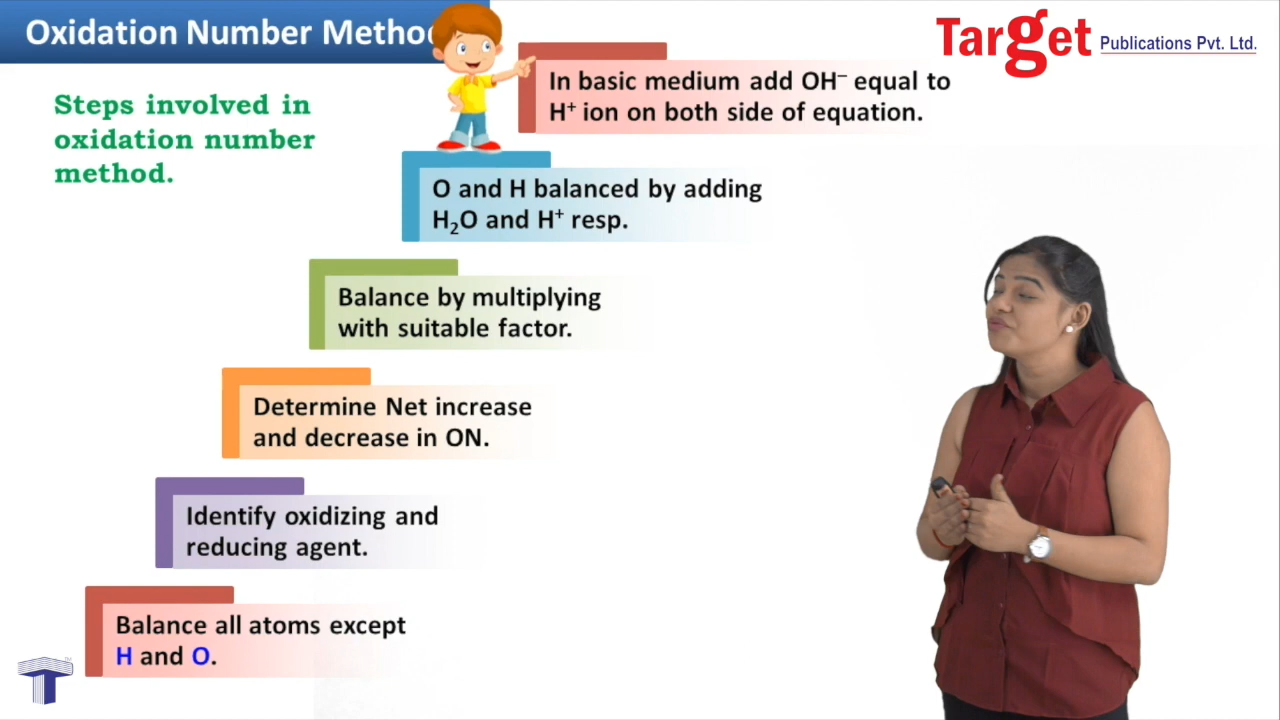 Oxidation Number Metho
Target Publications Pvt. Ltd.
Steps involved in
oxidation number
method.
In basic medium add OH⁻ equal to
H⁺ ion on both side of equation.
O and H balanced by adding
H₂O and H⁺ resp.
Balance by multiplying
with suitable factor.
Determine Net increase
and decrease in ON.
Identify oxidizing and
reducing agent.
Balance all atoms except
H and O.